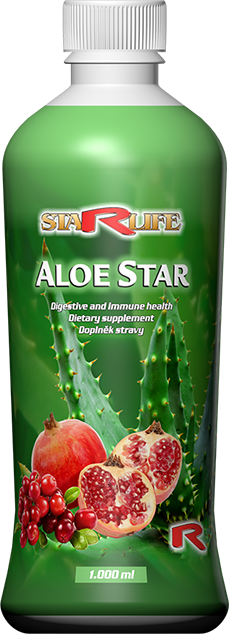 STARLIFE
ALOE STAR
Digestive and Immune health
Dietary supplement
Doplněk stravy
1.000 ml
R